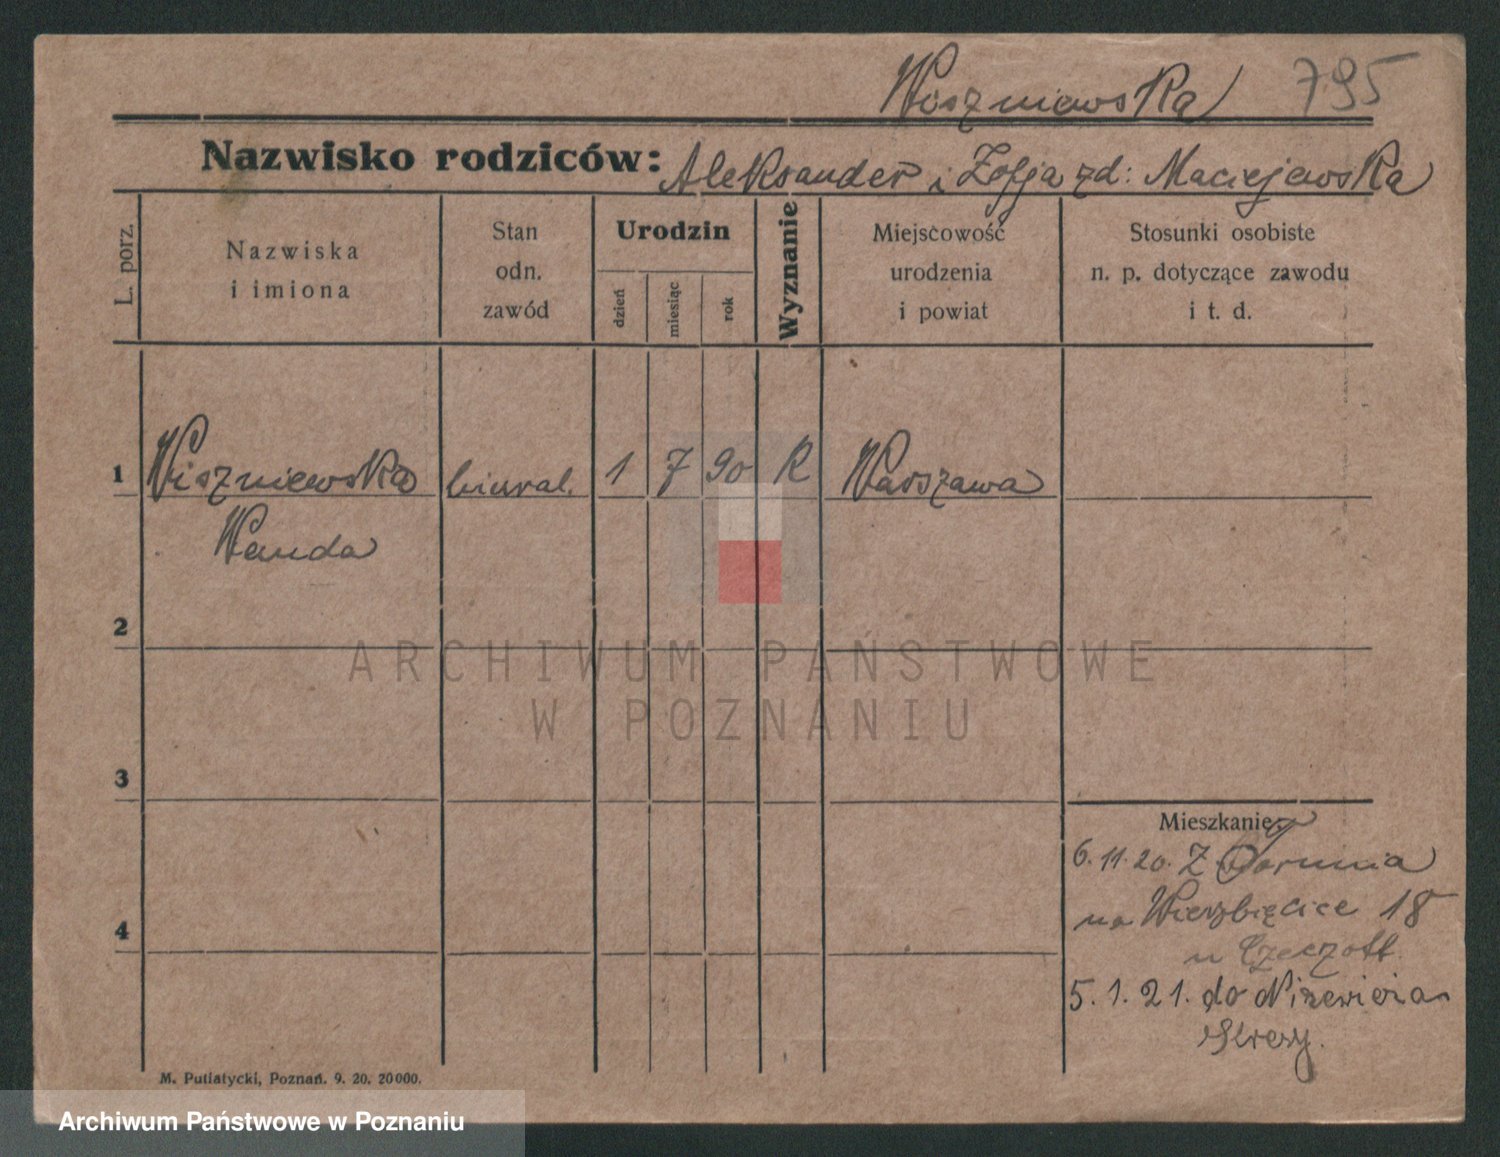 Wiszniewska 795
Nazwisko rodziców: Aleksander i Zofja zd: Maciejewska
L. porz.
Nazwiska
i imiona
Stan
odn.
zawód
Urodzin
dzień
miesiąc
rok
Wyznanie
Miejscowość
urodzenia
i powiat
Stosunki osobiste
n. p. dotyczące zawodu
i t. d.
1 Wiszniewska biural. 1 7 90 R Warszawa
Wanda
2
3
4
ARCHIWUM PAŃSTWOWE
W POZNANIU
Mieszkanie:
6.11.20. Z Torunia
na Wierzbięcice 18
u Czeczott
5.1.21. do
M. Putiatycki, Poznań. 9. 20. 20000.
Archiwum Państwowe w Poznaniu